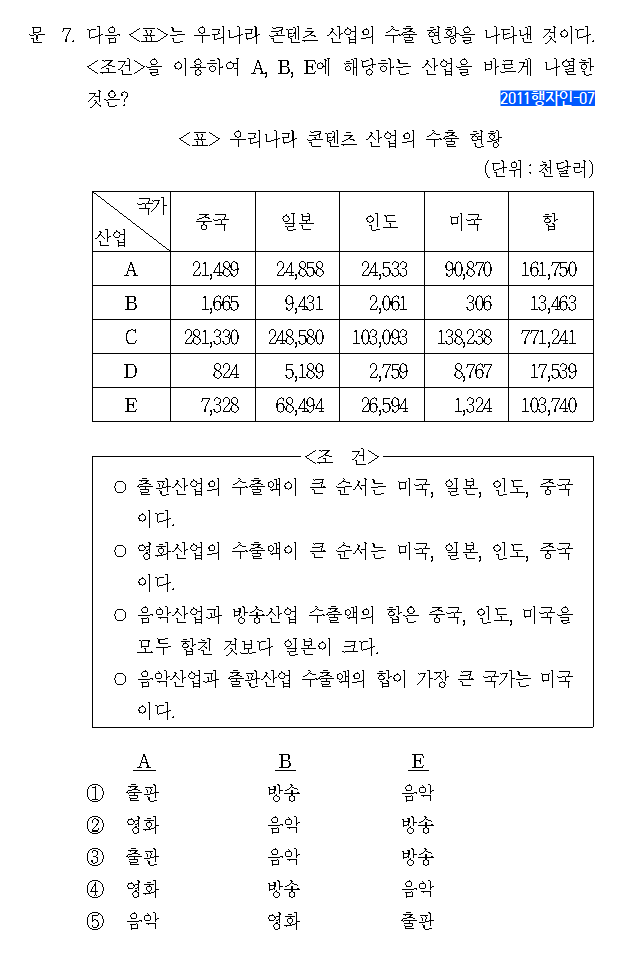 문 7. 다음 <표>는 우리나라 콘텐츠 산업의 수출 현황을 나타낸 것이다.
<조건>을 이용하여 A, B, E에 해당하는 산업을 바르게 나열한
것은? 2011행자인-07
<표> 우리나라 콘텐츠 산업의 수출 현황
(단위 : 천달러)
국가
산업 중국 일본 인도 미국 합
A 21,489 24,858 24,533 90,870 161,750
B 1,665 9,431 2,061 306 13,463
C 281,330 248,580 103,093 138,238 771,241
D 824 5,189 2,759 8,767 17,539
E 7,328 68,494 26,594 1,324 103,740
<조 건>
○ 출판산업의 수출액이 큰 순서는 미국, 일본, 인도, 중국
이다.
○ 영화산업의 수출액이 큰 순서는 미국, 일본, 인도, 중국
이다.
○ 음악산업과 방송산업 수출액의 합은 중국, 인도, 미국을
모두 합친 것보다 일본이 크다.
○ 음악산업과 출판산업 수출액의 합이 가장 큰 국가는 미국
이다.
A B E
① 출판 방송 음악
② 영화 음악 방송
③ 출판 음악 방송
④ 영화 방송 음악
⑤ 음악 영화 출판